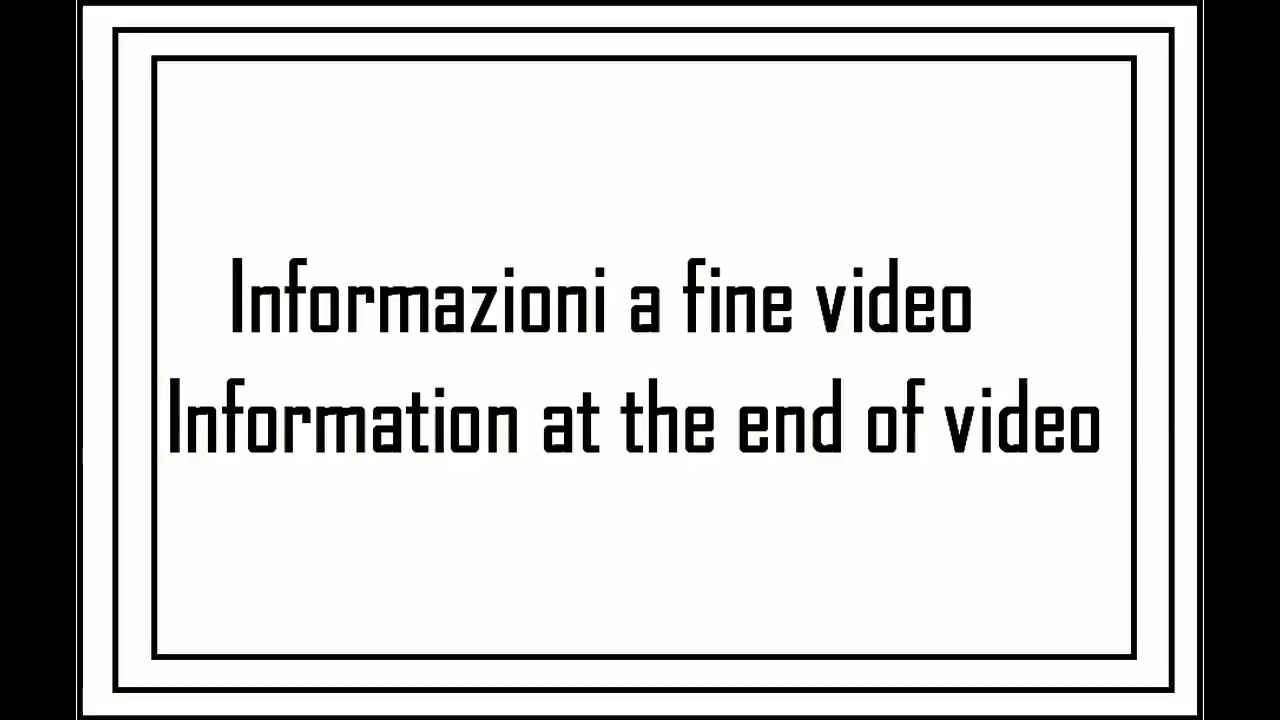 Informazioni a fine video
Information at the end of video